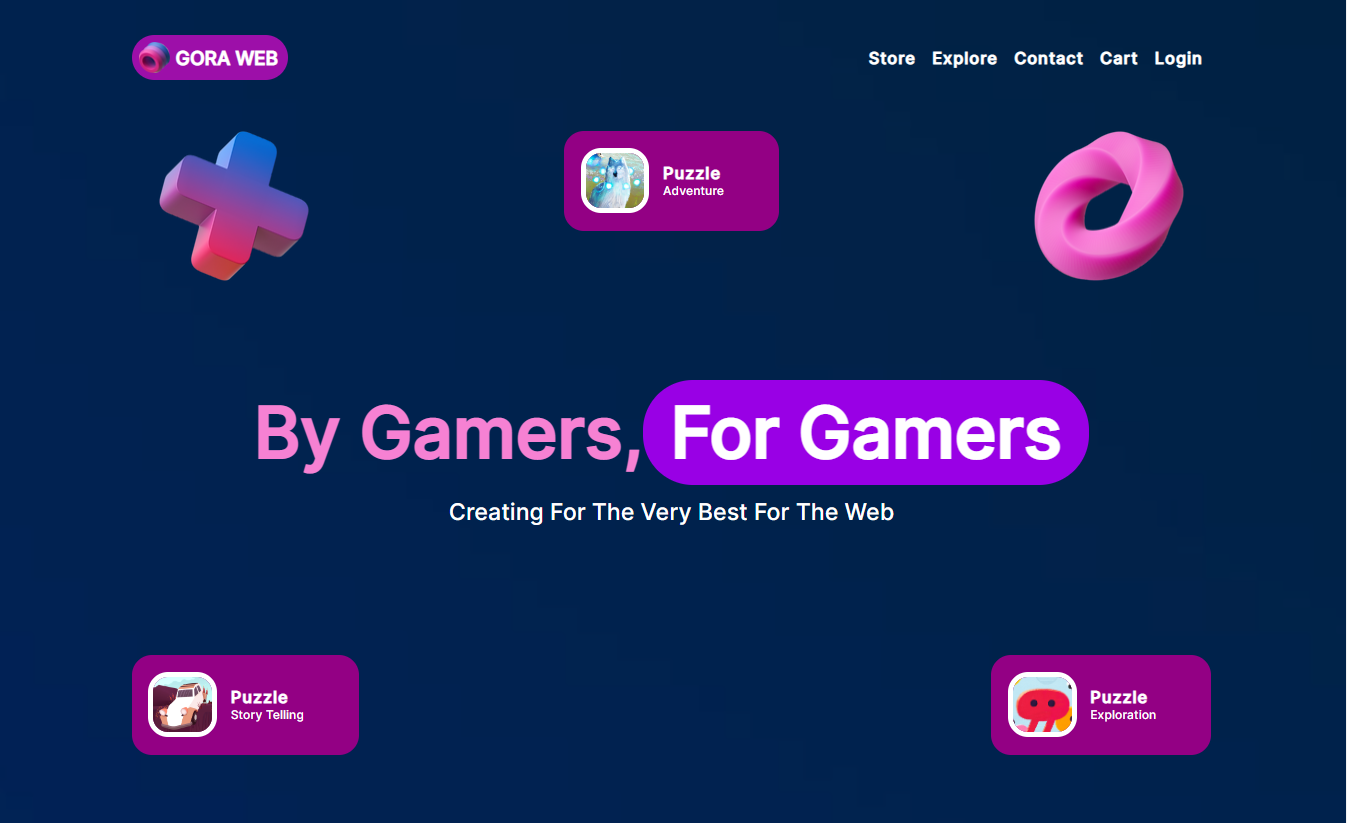 GORA WEB
Store Explore Contact Cart Login
Puzzle
Adventure
By Gamers, For Gamers
Creating For The Very Best For The Web
Puzzle
Story Telling
Puzzle
Exploration